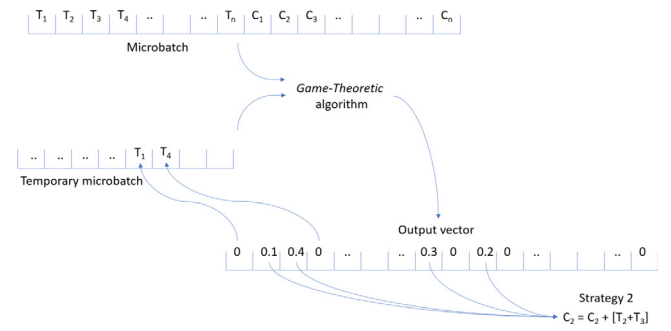 T1 T2 T3 T4 .. .. .. Tn C1 C2 C3 .. .. .. Cn
Microbatch
Game-Theoretic
algorithm
.. .. .. .. T1 T4
Temporary microbatch
Output vector
0 0.1 0.4 0 .. .. 0.3 0 0.2 0 .. .. .. 0
Strategy 2
C2 = C2 + [T2+T3]